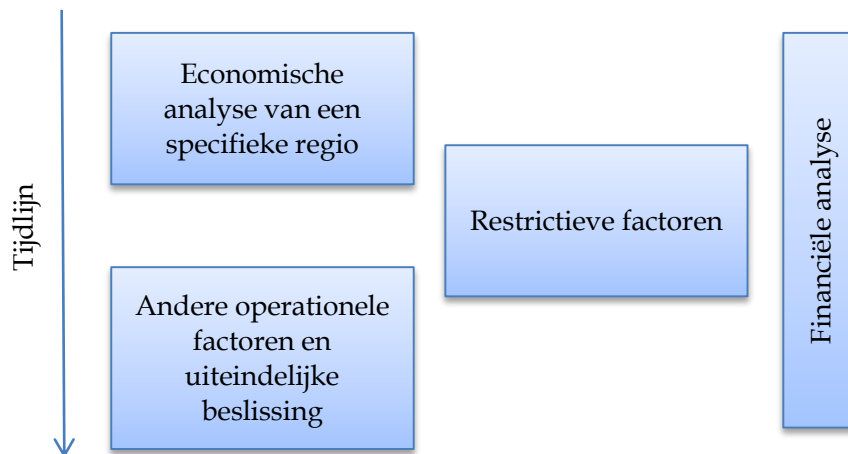 Tijdlijn
Economische
analyse van een
specifieke regio
Restrictieve factoren
Andere operationele
factoren en
uiteindelijke
beslissing
Financiële analyse